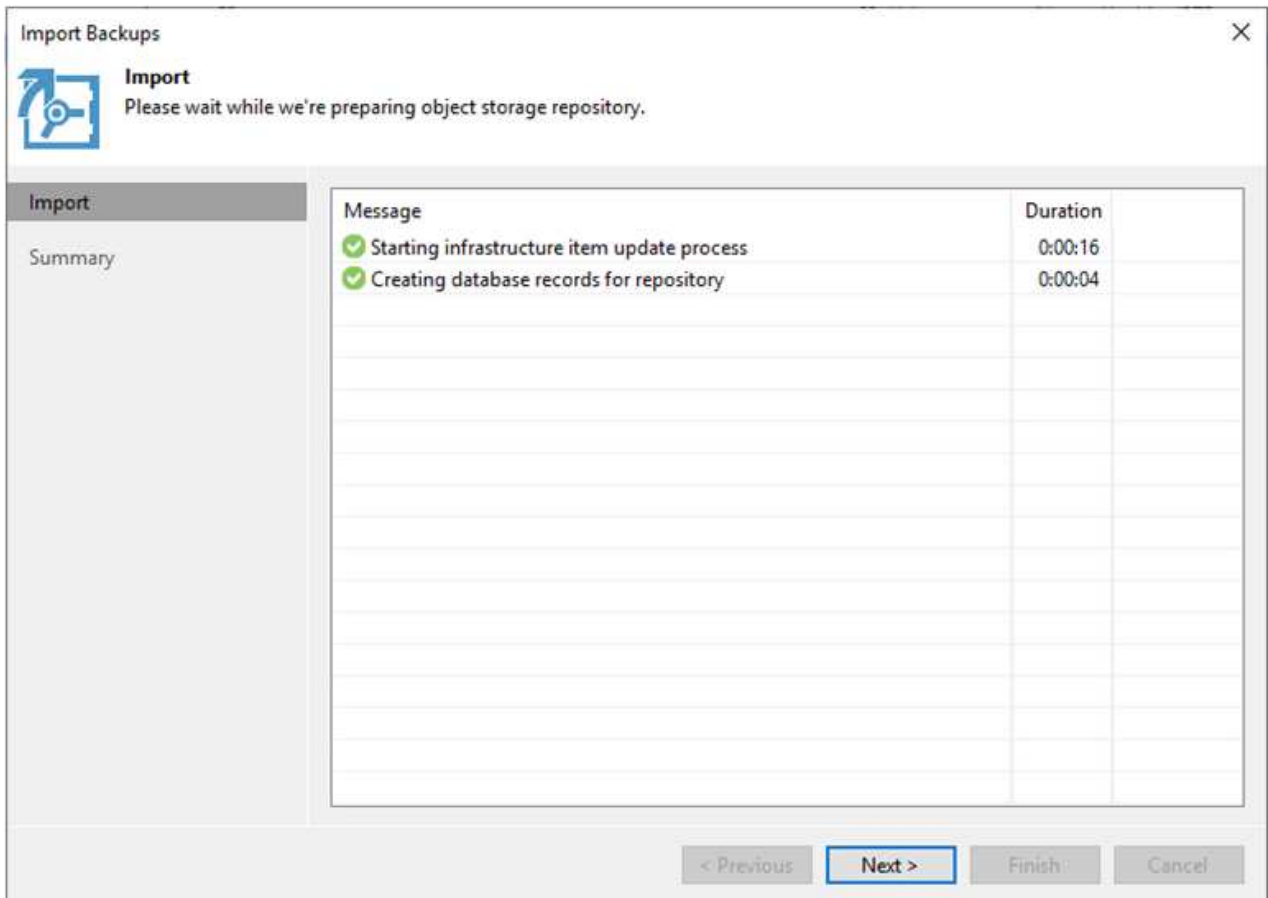 Import Backups
Import
Please wait while we're preparing object storage repository.
Import
Summary
Message Duration
Starting infrastructure item update process 0:00:16
Creating database records for repository 0:00:04
< Previous Next > Finish Cancel